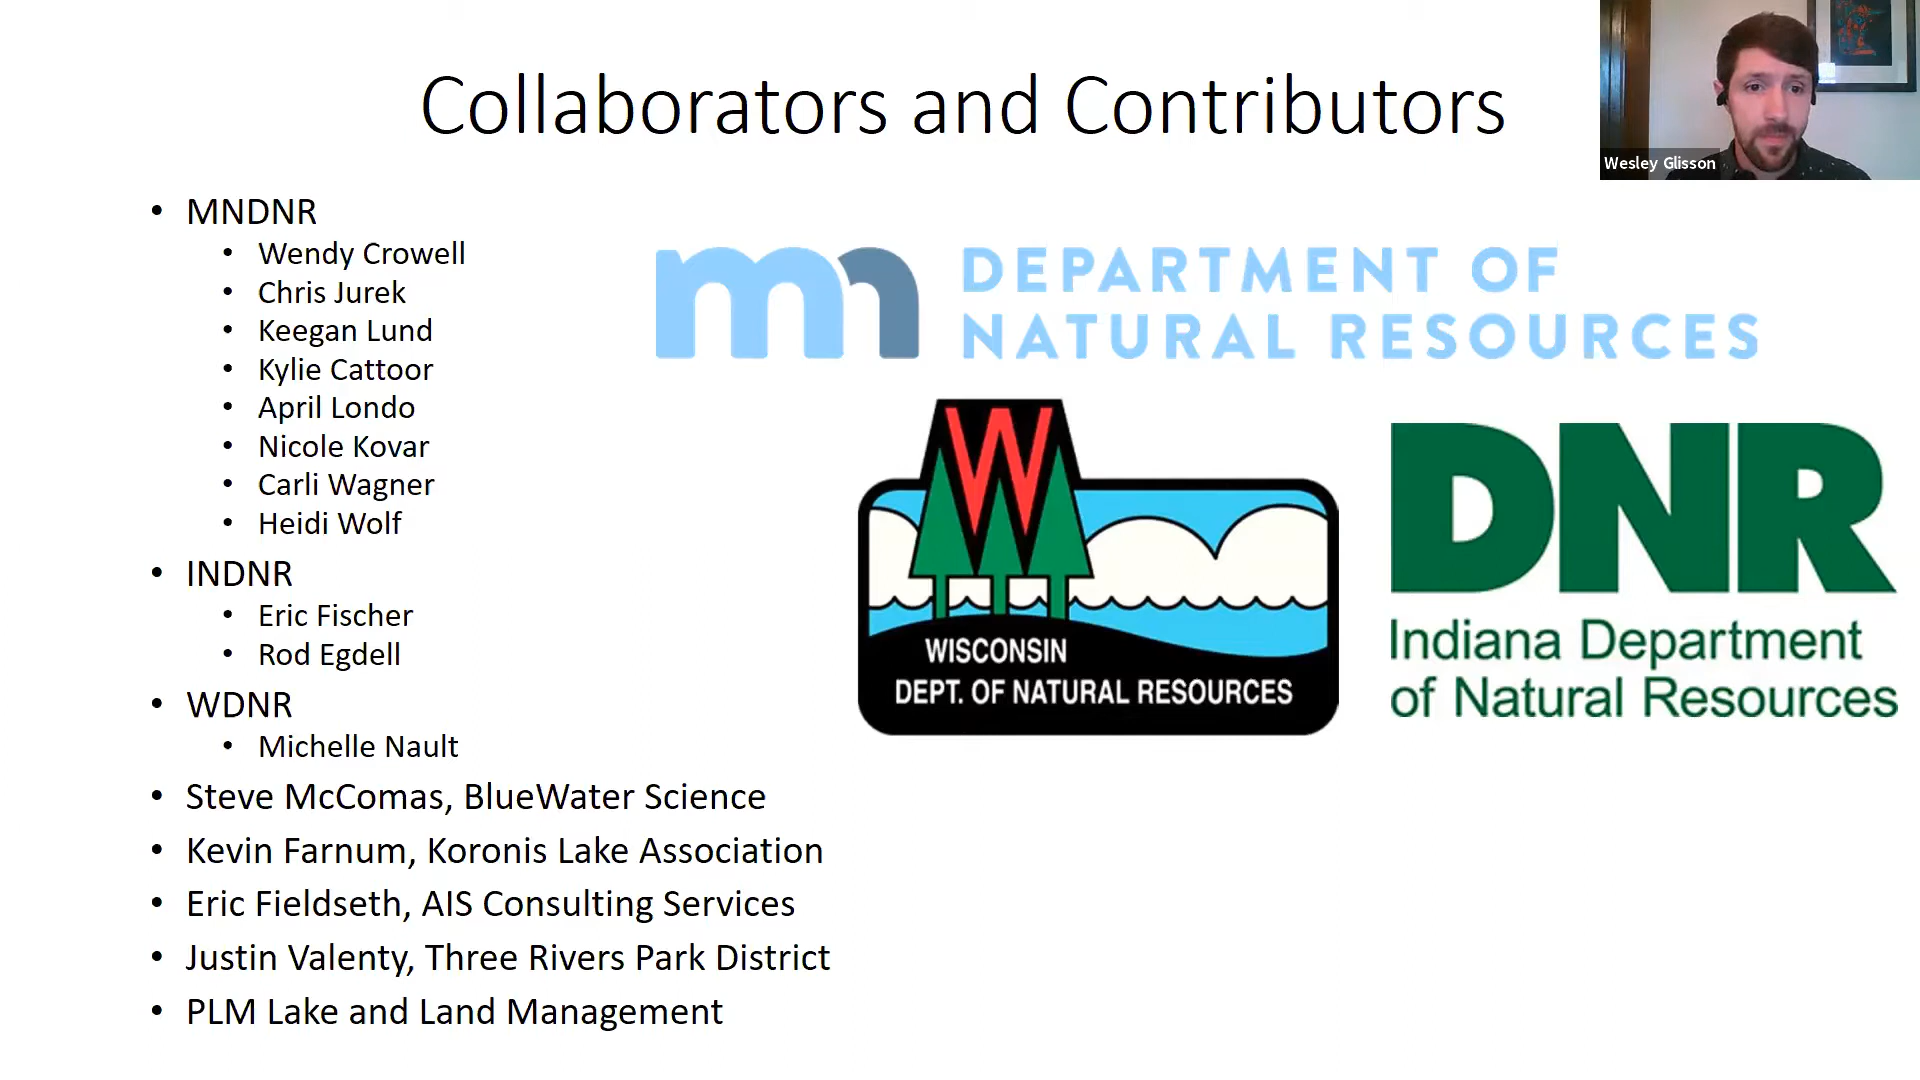 Collaborators and Contributors
Wesley Glisson
• MNDNR
• Wendy Crowell
• Chris Jurek
• Keegan Lund
• Kylie Cattoor
• April Londo
• Nicole Kovar
• Carli Wagner
• Heidi Wolf
• INDNR
• Eric Fischer
• Rod Egdell
• WDNR
• Michelle Nault
• Steve McComas, BlueWater Science
• Kevin Farnum, Koronis Lake Association
• Eric Fieldseth, AIS Consulting Services
• Justin Valenty, Three Rivers Park District
• PLM Lake and Land Management
mn DEPARTMENT OF
NATURAL RESOURCES
W
WISCONSIN
DEPT. OF NATURAL RESOURCES
DNR
Indiana Department
of Natural Resources